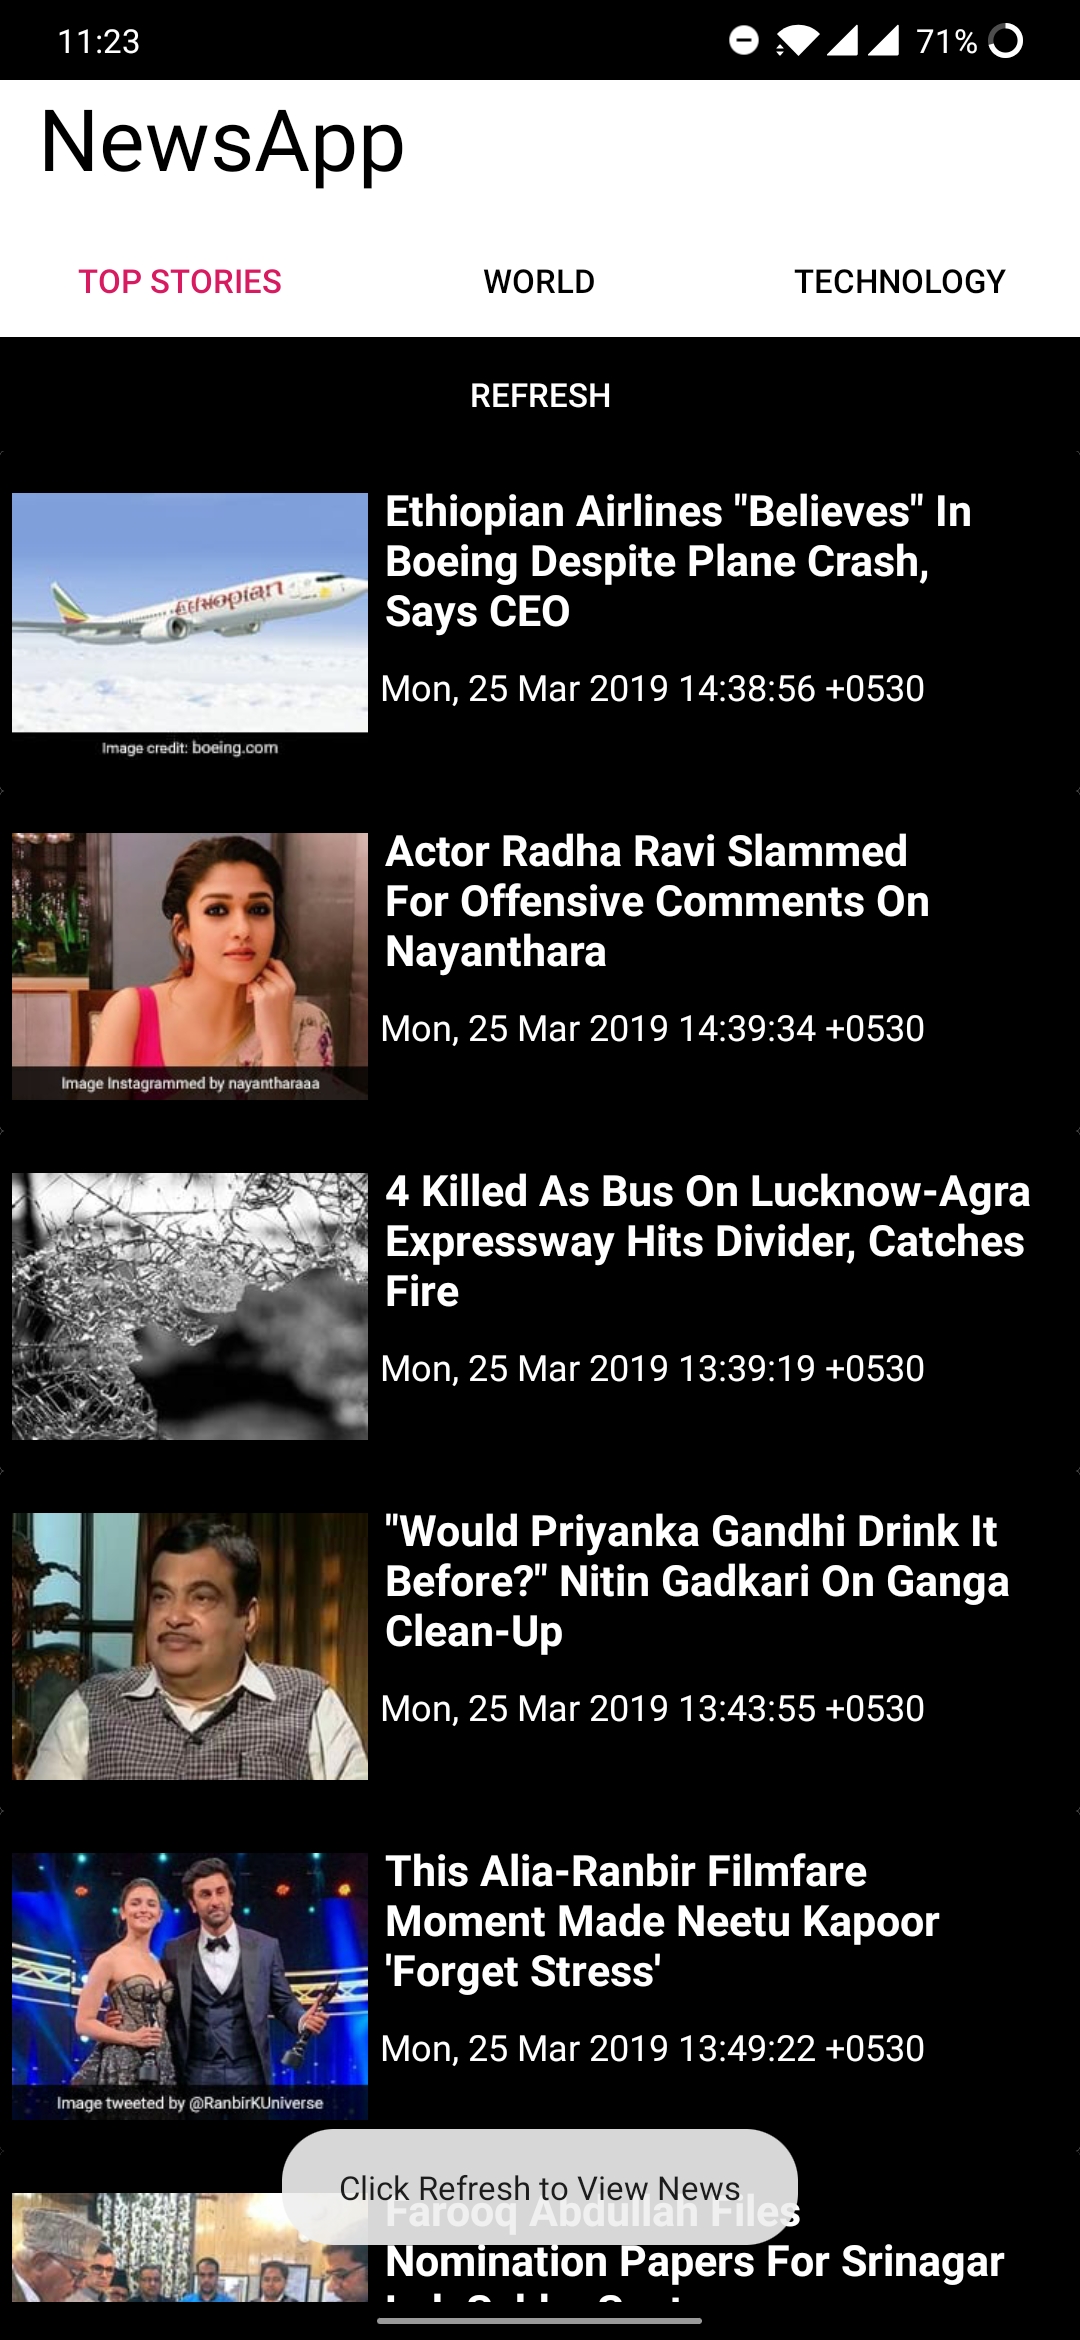 11:23
71%
NewsApp
TOP STORIES
WORLD
TECHNOLOGY
REFRESH
Ethiopian
Image credit: boeing.com
Ethiopian Airlines "Believes" In
Boeing Despite Plane Crash,
Says CEO
Mon, 25 Mar 2019 14:38:56 +0530
Image Instagrammed by nayantharaaa
Actor Radha Ravi Slammed
For Offensive Comments On
Nayanthara
Mon, 25 Mar 2019 14:39:34 +0530
4 Killed As Bus On Lucknow-Agra
Expressway Hits Divider, Catches
Fire
Mon, 25 Mar 2019 13:39:19 +0530
"Would Priyanka Gandhi Drink It
Before?" Nitin Gadkari On Ganga
Clean-Up
Mon, 25 Mar 2019 13:43:55 +0530
Image tweeted by @RanbirKUniverse
This Alia-Ranbir Filmfare
Moment Made Neetu Kapoor
'Forget Stress'
Mon, 25 Mar 2019 13:49:22 +0530
Click Refresh to View News
Farooq Abdullah Files
Nomination Papers For Srinagar